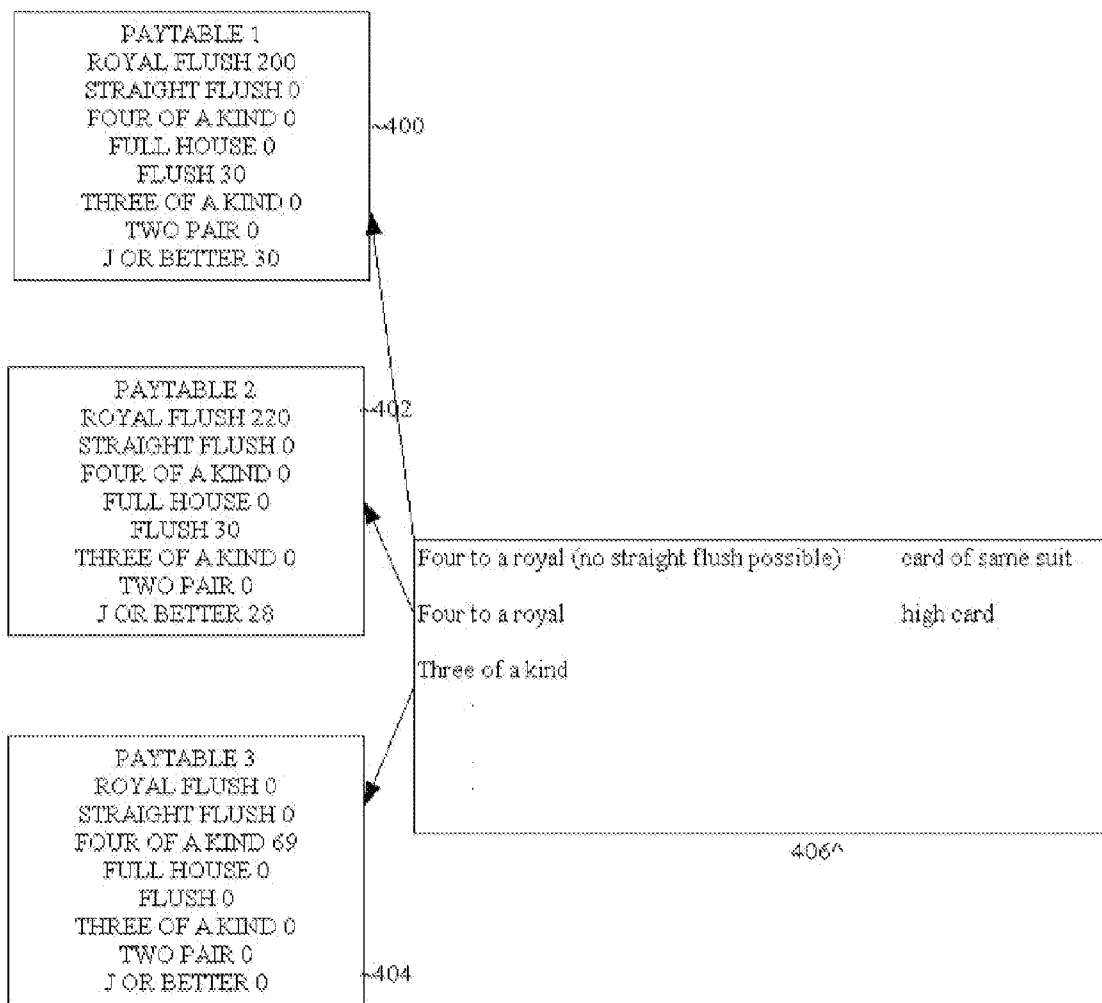 PAYTABLE 1
ROYAL FLUSH 200
STRAIGHT FLUSH 0
FOUR OF A KIND 0
FULL HOUSE 0
FLUSH 30
THREE OF A KIND 0
TWO PAIR 0
J OR BETTER 30
~400
PAYTABLE 2
ROYAL FLUSH 220
STRAIGHT FLUSH 0
FOUR OF A KIND 0
FULL HOUSE 0
FLUSH 30
THREE OF A KIND 0
TWO PAIR 0
J OR BETTER 28
~402
Four to a royal (no straight flush possible) card of same suit
Four to a royal high card
Three of a kind
406^
PAYTABLE 3
ROYAL FLUSH 0
STRAIGHT FLUSH 0
FOUR OF A KIND 69
FULL HOUSE 0
FLUSH 0
THREE OF A KIND 0
TWO PAIR 0
J OR BETTER 0
~404